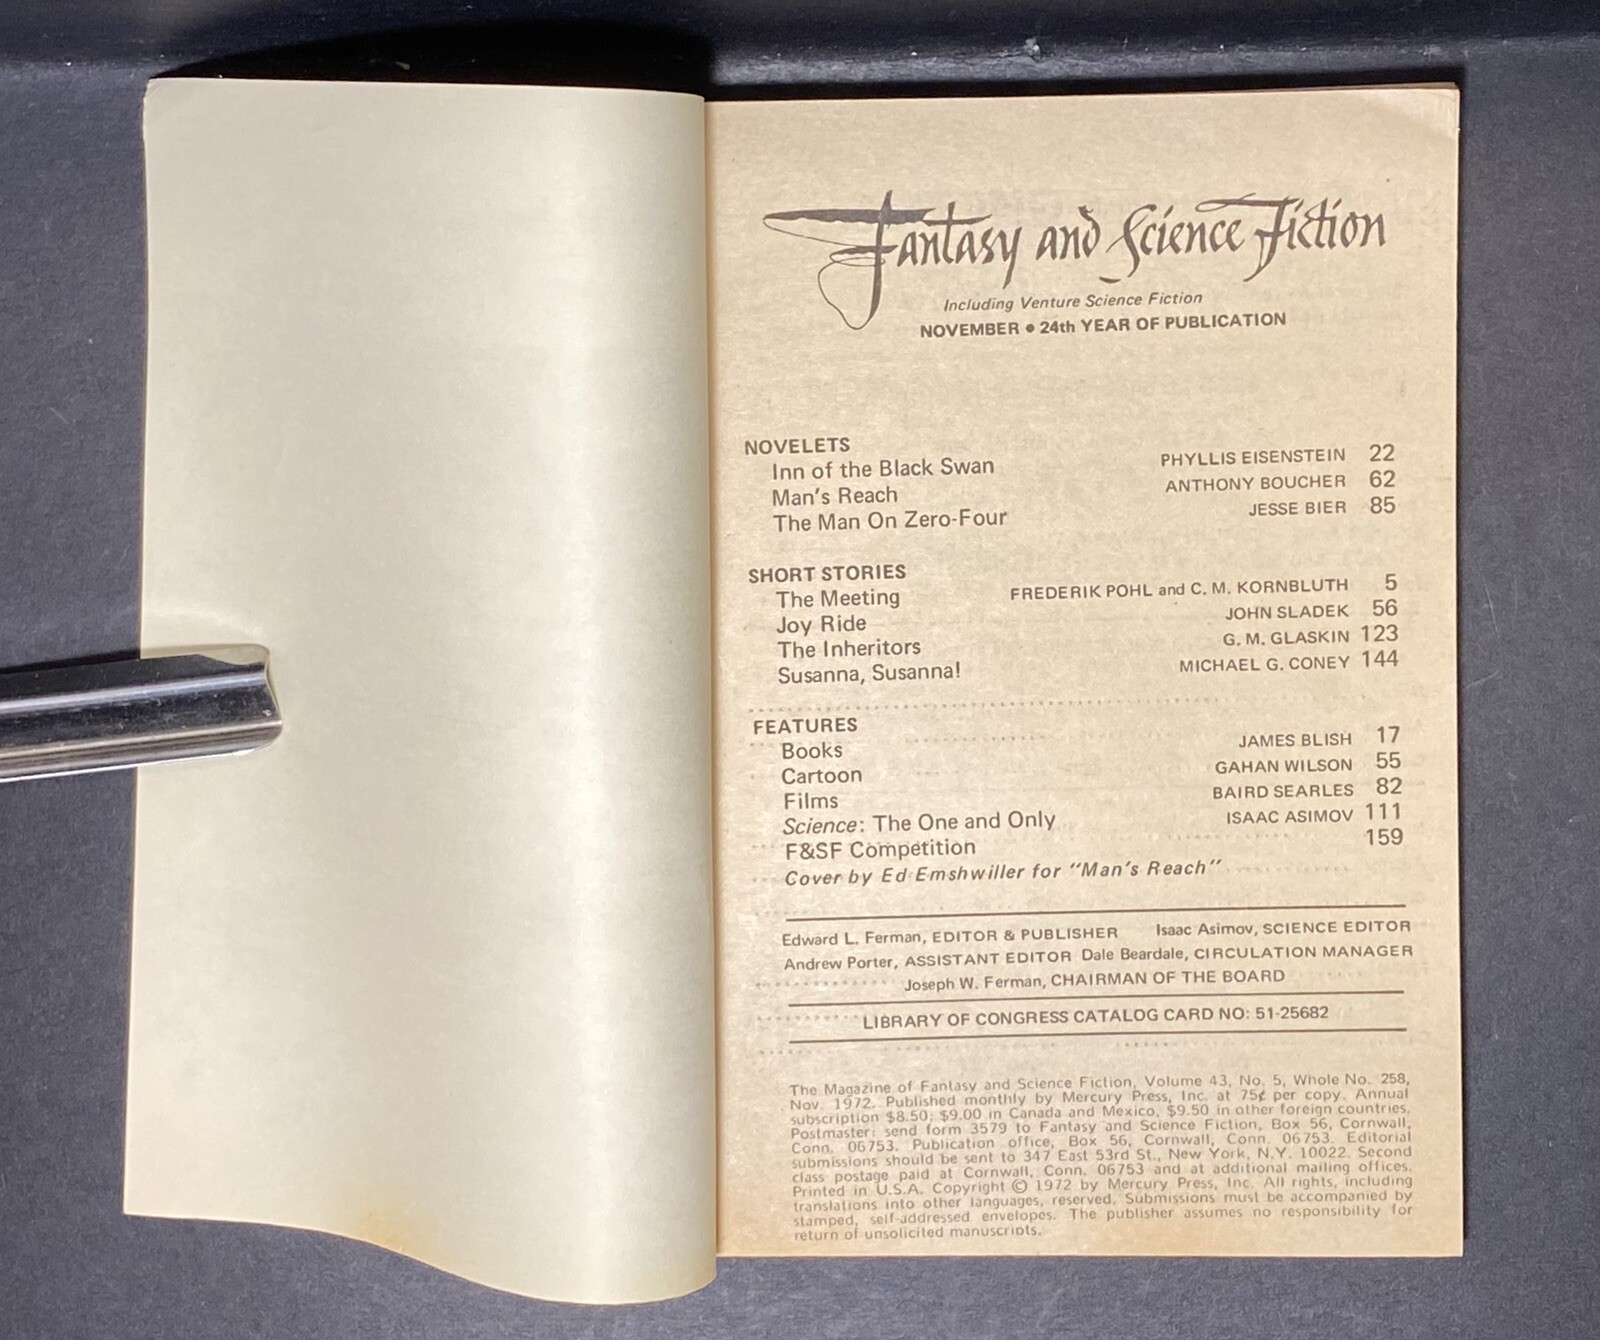 Fantasy and Science Fiction
Including Venture Science Fiction
NOVEMBER • 24th YEAR OF PUBLICATION
NOVELETS
Inn of the Black Swan PHYLLIS EISENSTEIN 22
Man's Reach ANTHONY BOUCHER 62
The Man On Zero-Four JESSE BIER 85
SHORT STORIES
The Meeting FREDERIK POHL and C. M. KORNBLUTH 5
Joy Ride JOHN SLADEK 56
The Inheritors G. M. GLASKIN 123
Susanna, Susanna! MICHAEL G. CONEY 144
FEATURES
Books JAMES BLISH 17
Cartoon GAHAN WILSON 55
Films BAIRD SEARLES 82
Science: The One and Only ISAAC ASIMOV 111
F&SF Competition 159
Cover by Ed Emshwiller for "Man's Reach"
Edward L. Ferman, EDITOR & PUBLISHER Isaac Asimov, SCIENCE EDITOR
Andrew Porter, ASSISTANT EDITOR Dale Beardale, CIRCULATION MANAGER
Joseph W. Ferman, CHAIRMAN OF THE BOARD
LIBRARY OF CONGRESS CATALOG CARD NO: 51-25682
The Magazine of Fantasy and Science Fiction, Volume 43, No. 5, Whole No. 258,
Nov. 1972. Published monthly by Mercury Press, Inc. at 75¢ per copy. Annual
subscription $8.50; $9.00 in Canada and Mexico, $9.50 in other foreign countries.
Postmaster: send form 3579 to Fantasy and Science Fiction, Box 56, Cornwall,
Conn. 06753. Publication office, Box 56, Cornwall, Conn. 06753. Editorial
submissions should be sent to 347 East 53rd St., New York, N.Y. 10022. Second
class postage paid at Cornwall, Conn. 06753 and at additional mailing offices.
Printed in U.S.A. Copyright © 1972 by Mercury Press, Inc. All rights, including
translations into other languages, reserved. Submissions must be accompanied by
stamped, self-addressed envelopes. The publisher assumes no responsibility for
return of unsolicited manuscripts.